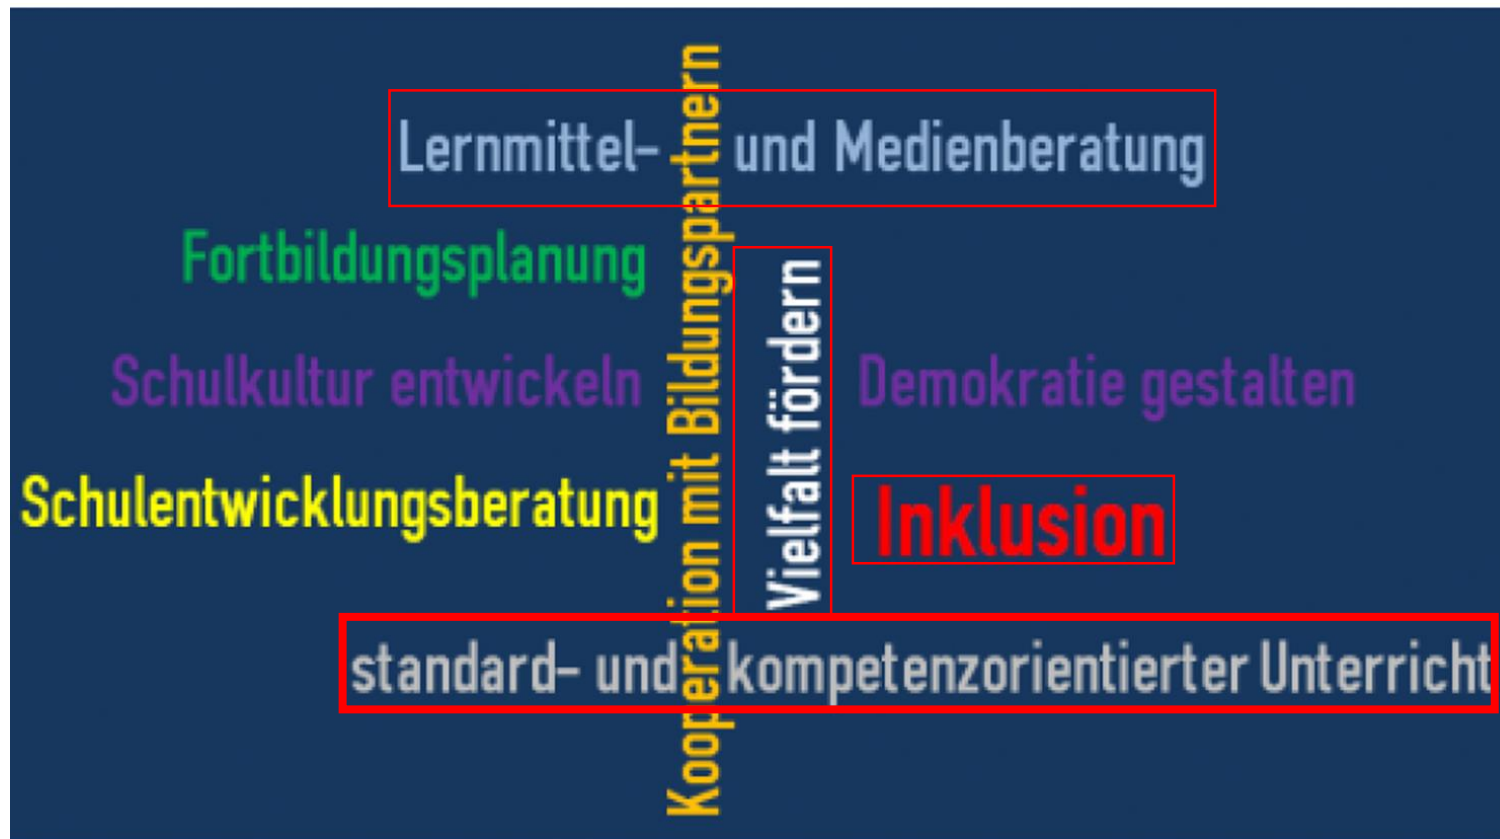 Lernmittel- und Medienberatung
Fortbildungsplanung
Kooperation mit Bildungspartnern
Vielfalt fördern
Schulkultur entwickeln
Demokratie gestalten
Schulentwicklungsberatung
Inklusion
standard- und kompetenzorientierter Unterricht